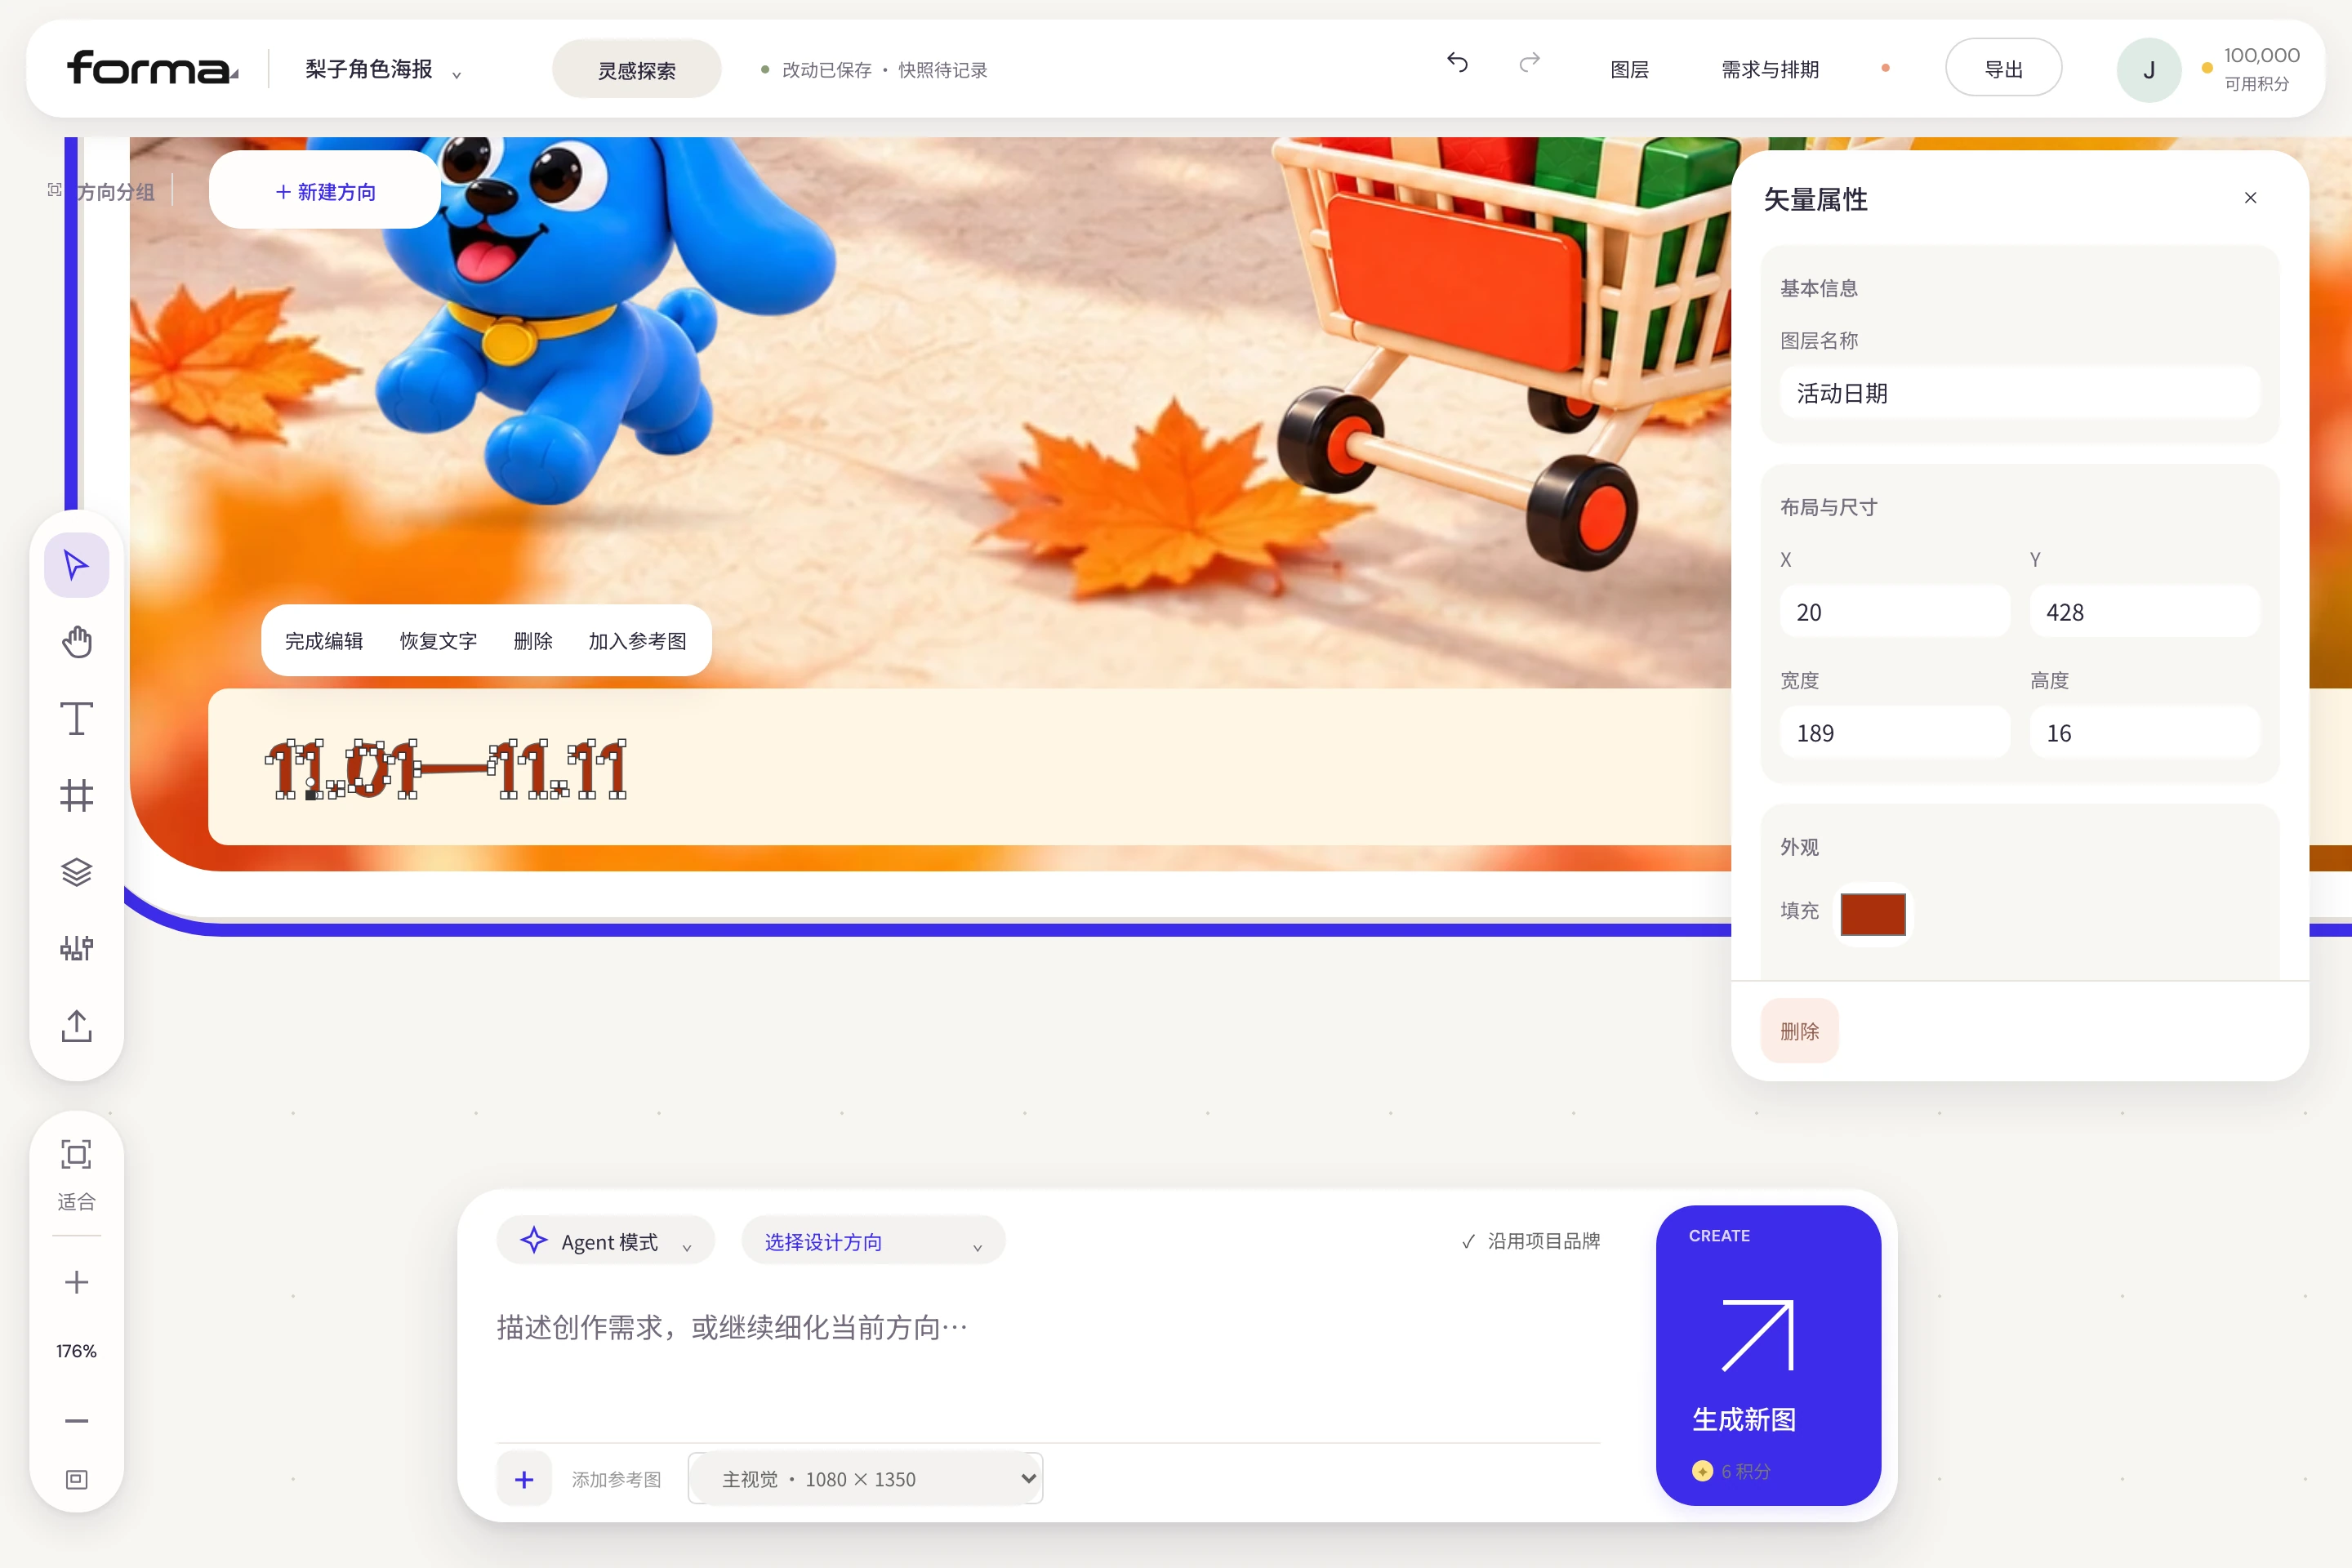 forma
梨子角色海报
灵感探索
改动已保存 · 快照待记录
图层
需求与排期
导出
J
100,000
可用积分
方向分组
+ 新建方向
矢量属性
基本信息
图层名称
活动日期
布局与尺寸
X
Y
20
428
宽度
高度
189
16
外观
填充
删除
完成编辑
恢复文字
删除
加入参考图
11.01—11.11
适合
176%
Agent 模式
选择设计方向
✓ 沿用项目品牌
描述创作需求，或继续细化当前方向…
添加参考图
主视觉 · 1080 × 1350
CREATE
生成新图
6 积分